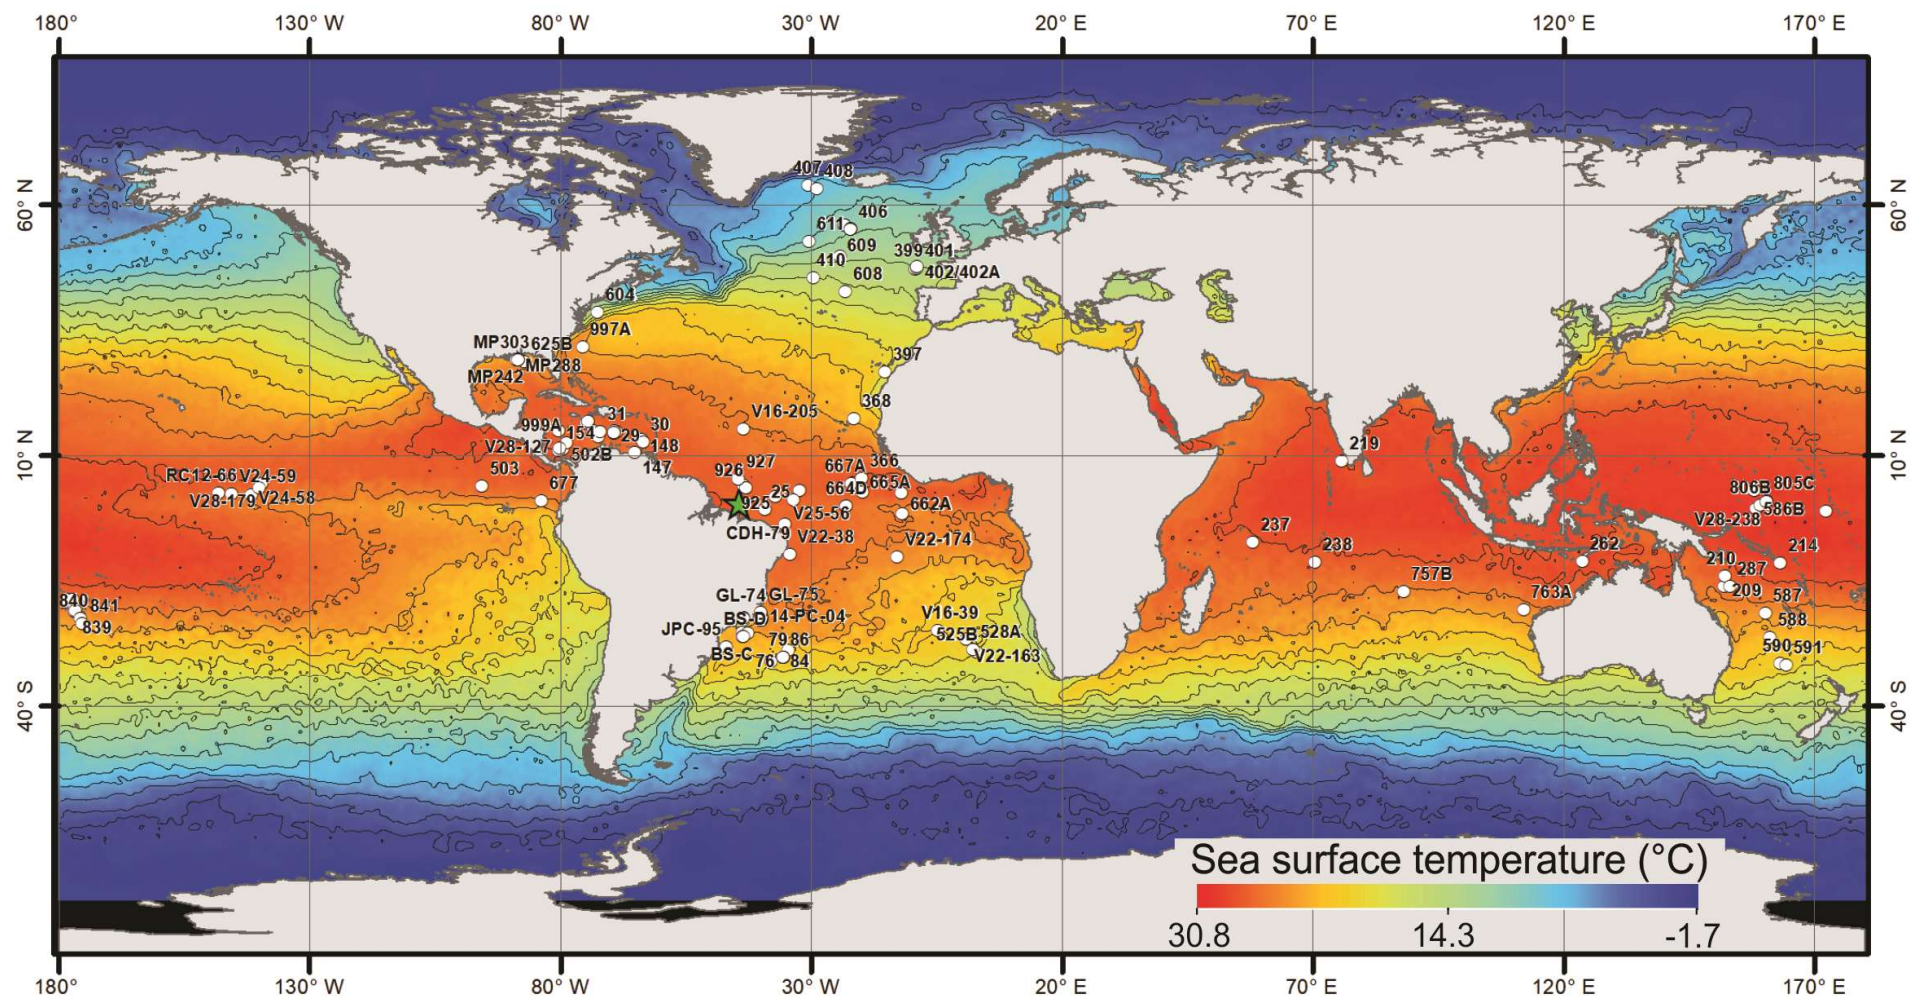 180° 130° W 80° W 30° W 20° E 70° E 120° E 170° E
60° N
60° N
10° N
10° N
40° S
40° S
407 408
406
611
609
399 401
410
608
402/402A
604
997A
MP303 625B
MP288
MP242
397
368
31
V16-205
999A
154
30
29
V28-127
148
502B
147
503
677
RC12-66 V24-59
V28-179 V24-58
926 927
667A 366
664D 665A
25
925
662A
V25-56
CDH-79 V22-38
V22-174
219
806B 805C
586B
V28-238
237
238
262
214
210
287
209
757B
763A
587
588
590 591
840 841
839
GL-74 GL-75
BS-D 14-PC-04
JPC-95
79 86
BS-C
76 84
V16-39
525B 528A
V22-163
Sea surface temperature (°C)
30.8 14.3 -1.7
180° 130° W 80° W 30° W 20° E 70° E 120° E 170° E